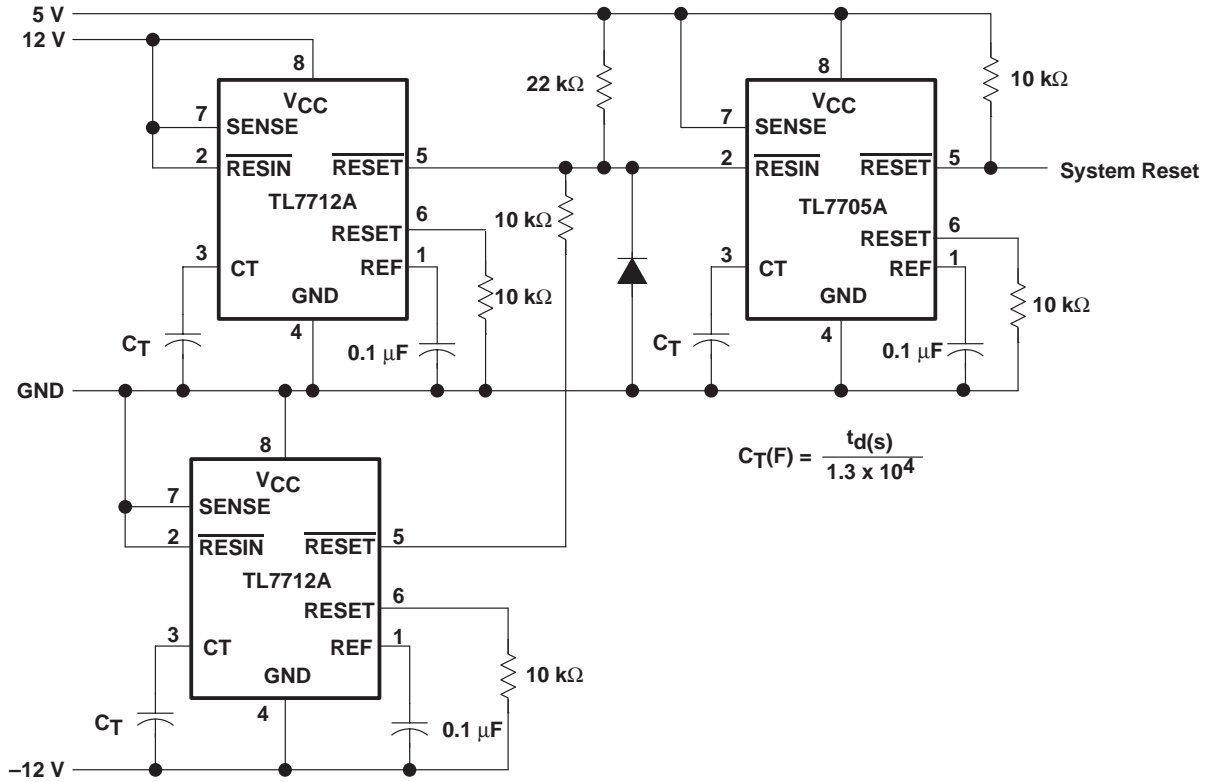 5 V
12 V
8
VCC
7
SENSE
2
RESIN
RESET
5
TL7712A
RESET
6
3
CT
REF
1
GND
4
CT
0.1 μF
10 kΩ
22 kΩ
10 kΩ
8
VCC
7
SENSE
2
RESIN
RESET
5
TL7705A
RESET
6
3
CT
REF
1
GND
4
CT
0.1 μF
10 kΩ
10 kΩ
System Reset
GND
8
VCC
7
SENSE
2
RESIN
RESET
5
TL7712A
RESET
6
3
CT
REF
1
GND
4
CT
0.1 μF
10 kΩ
–12 V
CT(F) = td(s)
1.3 x 10⁴